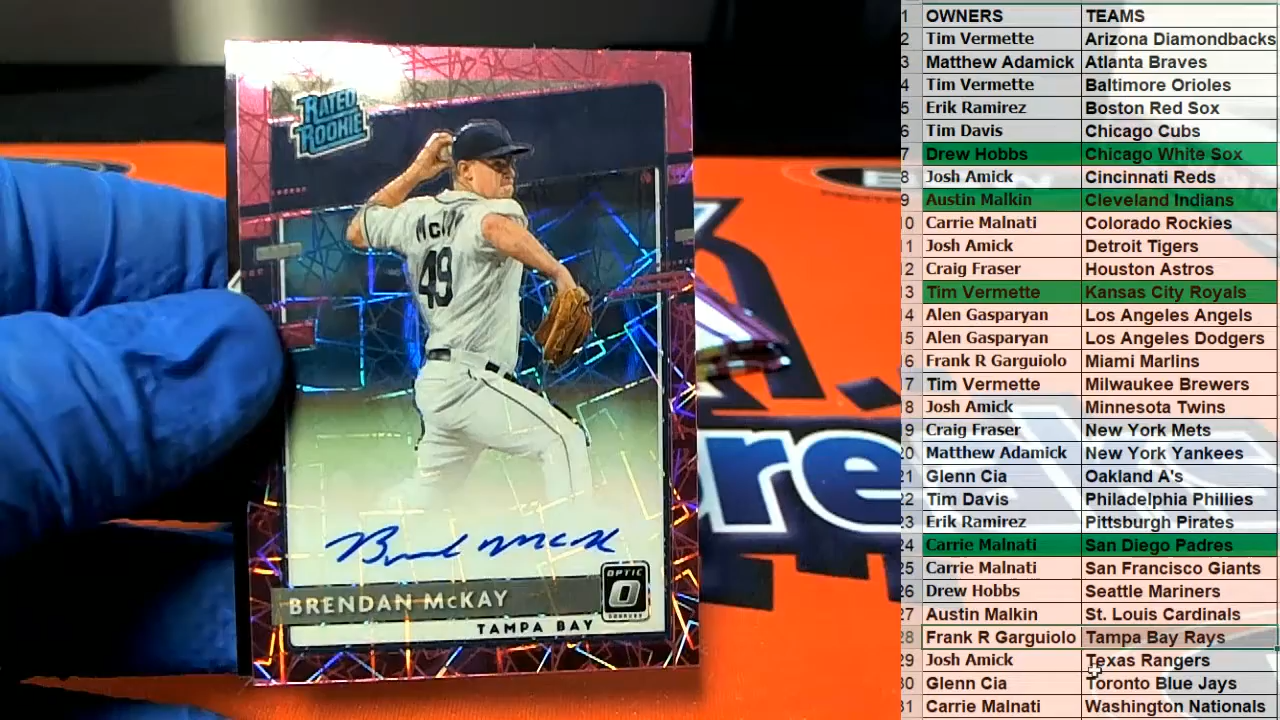 RATED
ROOKIE
49
BRENDAN McKAY
TAMPA BAY
OPTIC
1 OWNERS TEAMS
2 Tim Vermette Arizona Diamondbacks
3 Matthew Adamick Atlanta Braves
4 Tim Vermette Baltimore Orioles
5 Erik Ramirez Boston Red Sox
6 Tim Davis Chicago Cubs
7 Drew Hobbs Chicago White Sox
8 Josh Amick Cincinnati Reds
9 Austin Malkin Cleveland Indians
10 Carrie Malnati Colorado Rockies
11 Josh Amick Detroit Tigers
12 Craig Fraser Houston Astros
13 Tim Vermette Kansas City Royals
14 Alen Gasparyan Los Angeles Angels
15 Alen Gasparyan Los Angeles Dodgers
16 Frank R Garguiolo Miami Marlins
17 Tim Vermette Milwaukee Brewers
18 Josh Amick Minnesota Twins
19 Craig Fraser New York Mets
20 Matthew Adamick New York Yankees
21 Glenn Cia Oakland A's
22 Tim Davis Philadelphia Phillies
23 Erik Ramirez Pittsburgh Pirates
24 Carrie Malnati San Diego Padres
25 Carrie Malnati San Francisco Giants
26 Drew Hobbs Seattle Mariners
27 Austin Malkin St. Louis Cardinals
28 Frank R Garguiolo Tampa Bay Rays
29 Josh Amick Texas Rangers
30 Glenn Cia Toronto Blue Jays
31 Carrie Malnati Washington Nationals